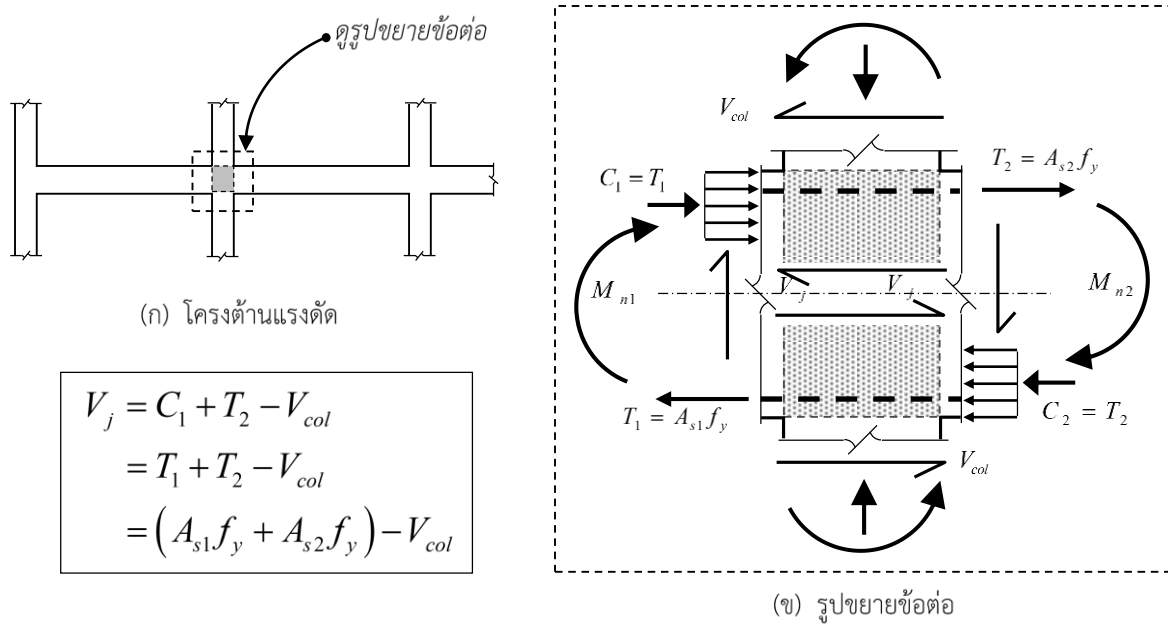 ดูรูปขยายข้อต่อ
(ก) โครงต้านแรงดัด
V_j = C_1 + T_2 − V_col
= T_1 + T_2 − V_col
= (A_s1 f_y + A_s2 f_y) − V_col
V_col
T_2 = A_s2 f_y
C_1 = T_1
M_n1
V_j
V_j
M_n2
T_1 = A_s1 f_y
C_2 = T_2
V_col
(ข) รูปขยายข้อต่อ